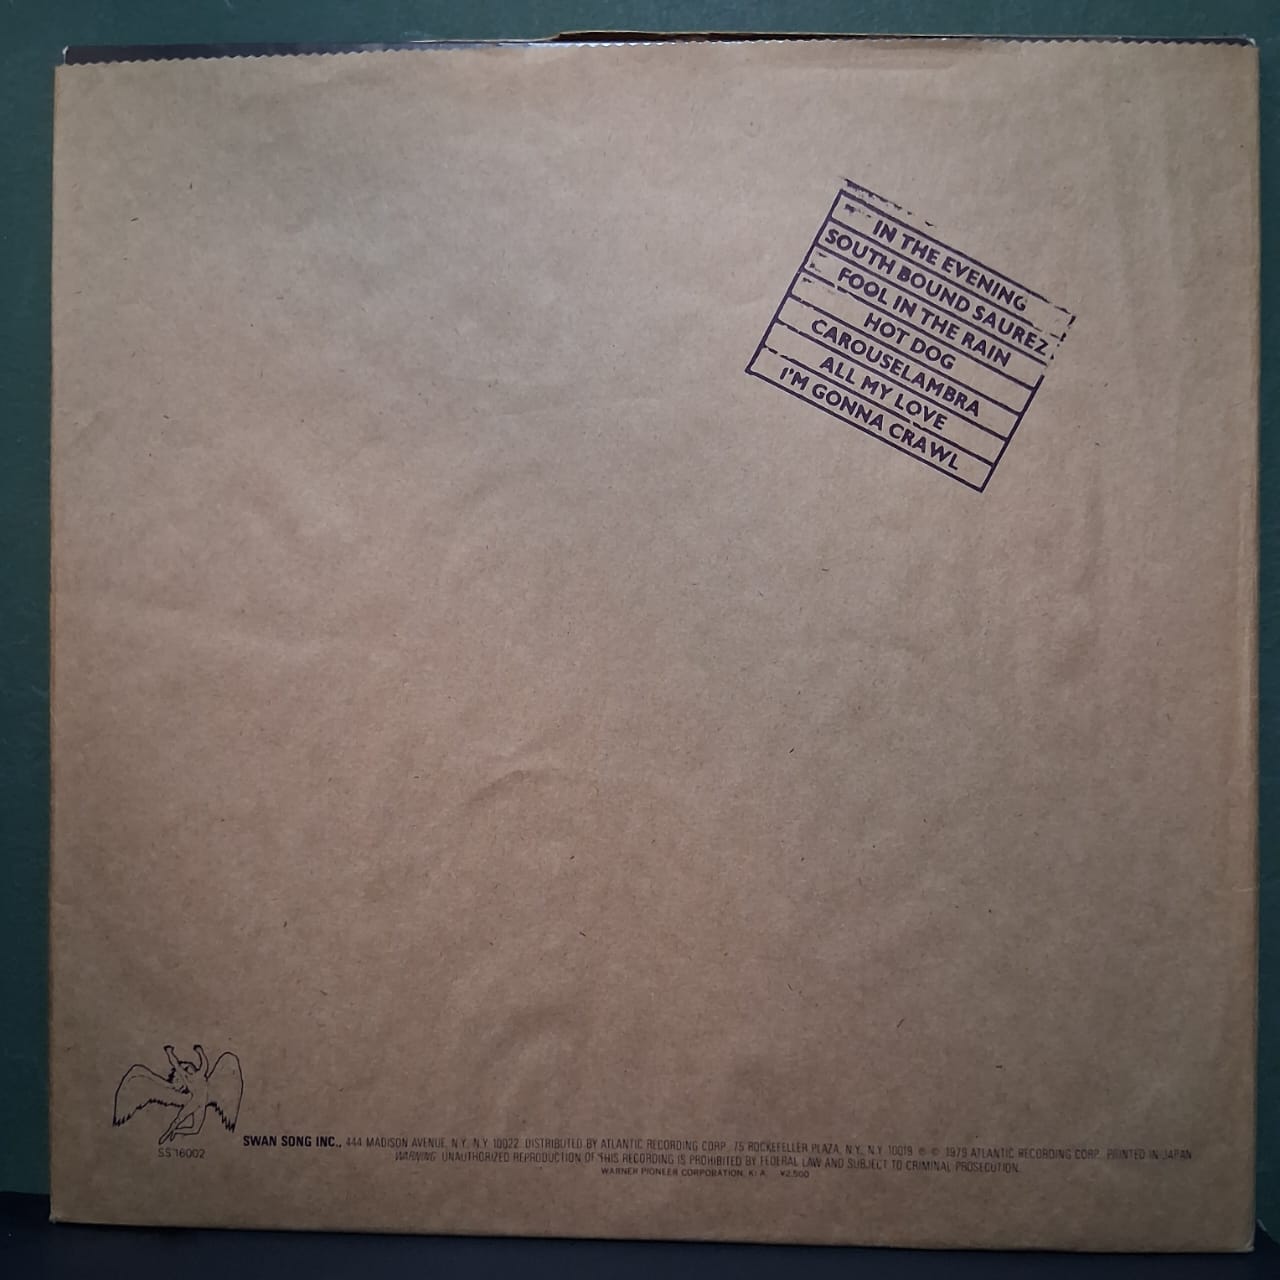 IN THE EVENING
SOUTH BOUND SAUREZ
FOOL IN THE RAIN
HOT DOG
CAROUSELAMBRA
ALL MY LOVE
I'M GONNA CRAWL
SS 16002
SWAN SONG INC., 444 MADISON AVENUE, N.Y., N.Y. 10022. DISTRIBUTED BY ATLANTIC RECORDING CORP., 75 ROCKEFELLER PLAZA, N.Y., N.Y. 10019 ℗ © 1979 ATLANTIC RECORDING CORP. PRINTED IN JAPAN
WARNING: UNAUTHORIZED REPRODUCTION OF THIS RECORDING IS PROHIBITED BY FEDERAL LAW AND SUBJECT TO CRIMINAL PROSECUTION.
WARNER PIONEER CORPORATION, K: A ¥2,500